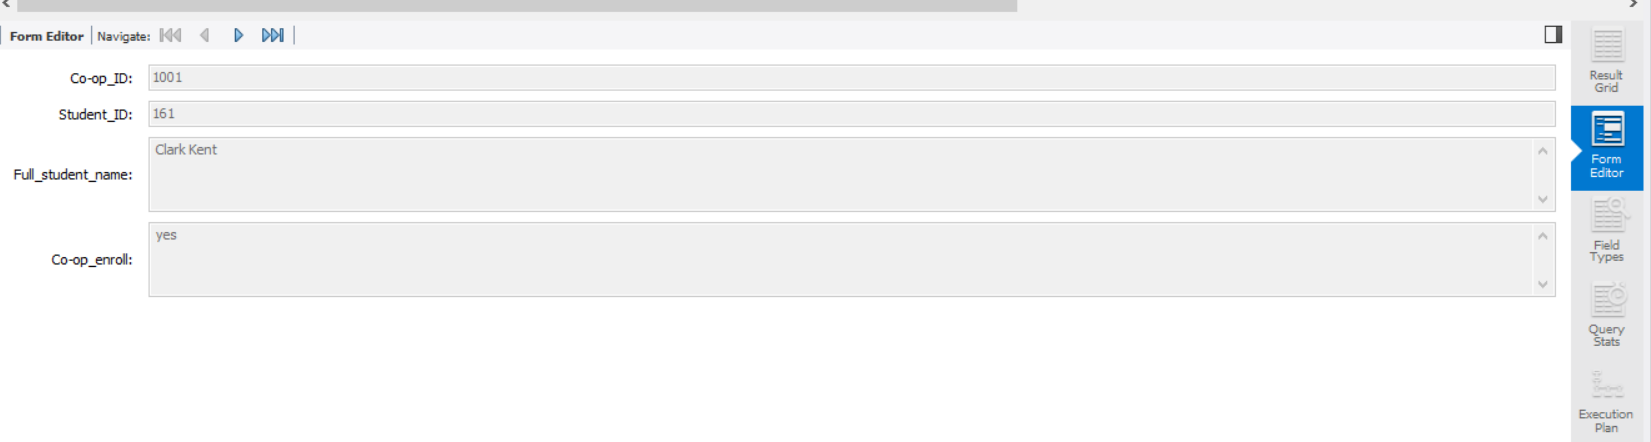 Form Editor Navigate:
Co-op_ID: 1001
Student_ID: 161
Full_student_name: Clark Kent
Co-op_enroll: yes
Result
Grid
Form
Editor
Field
Types
Query
Stats
Execution
Plan